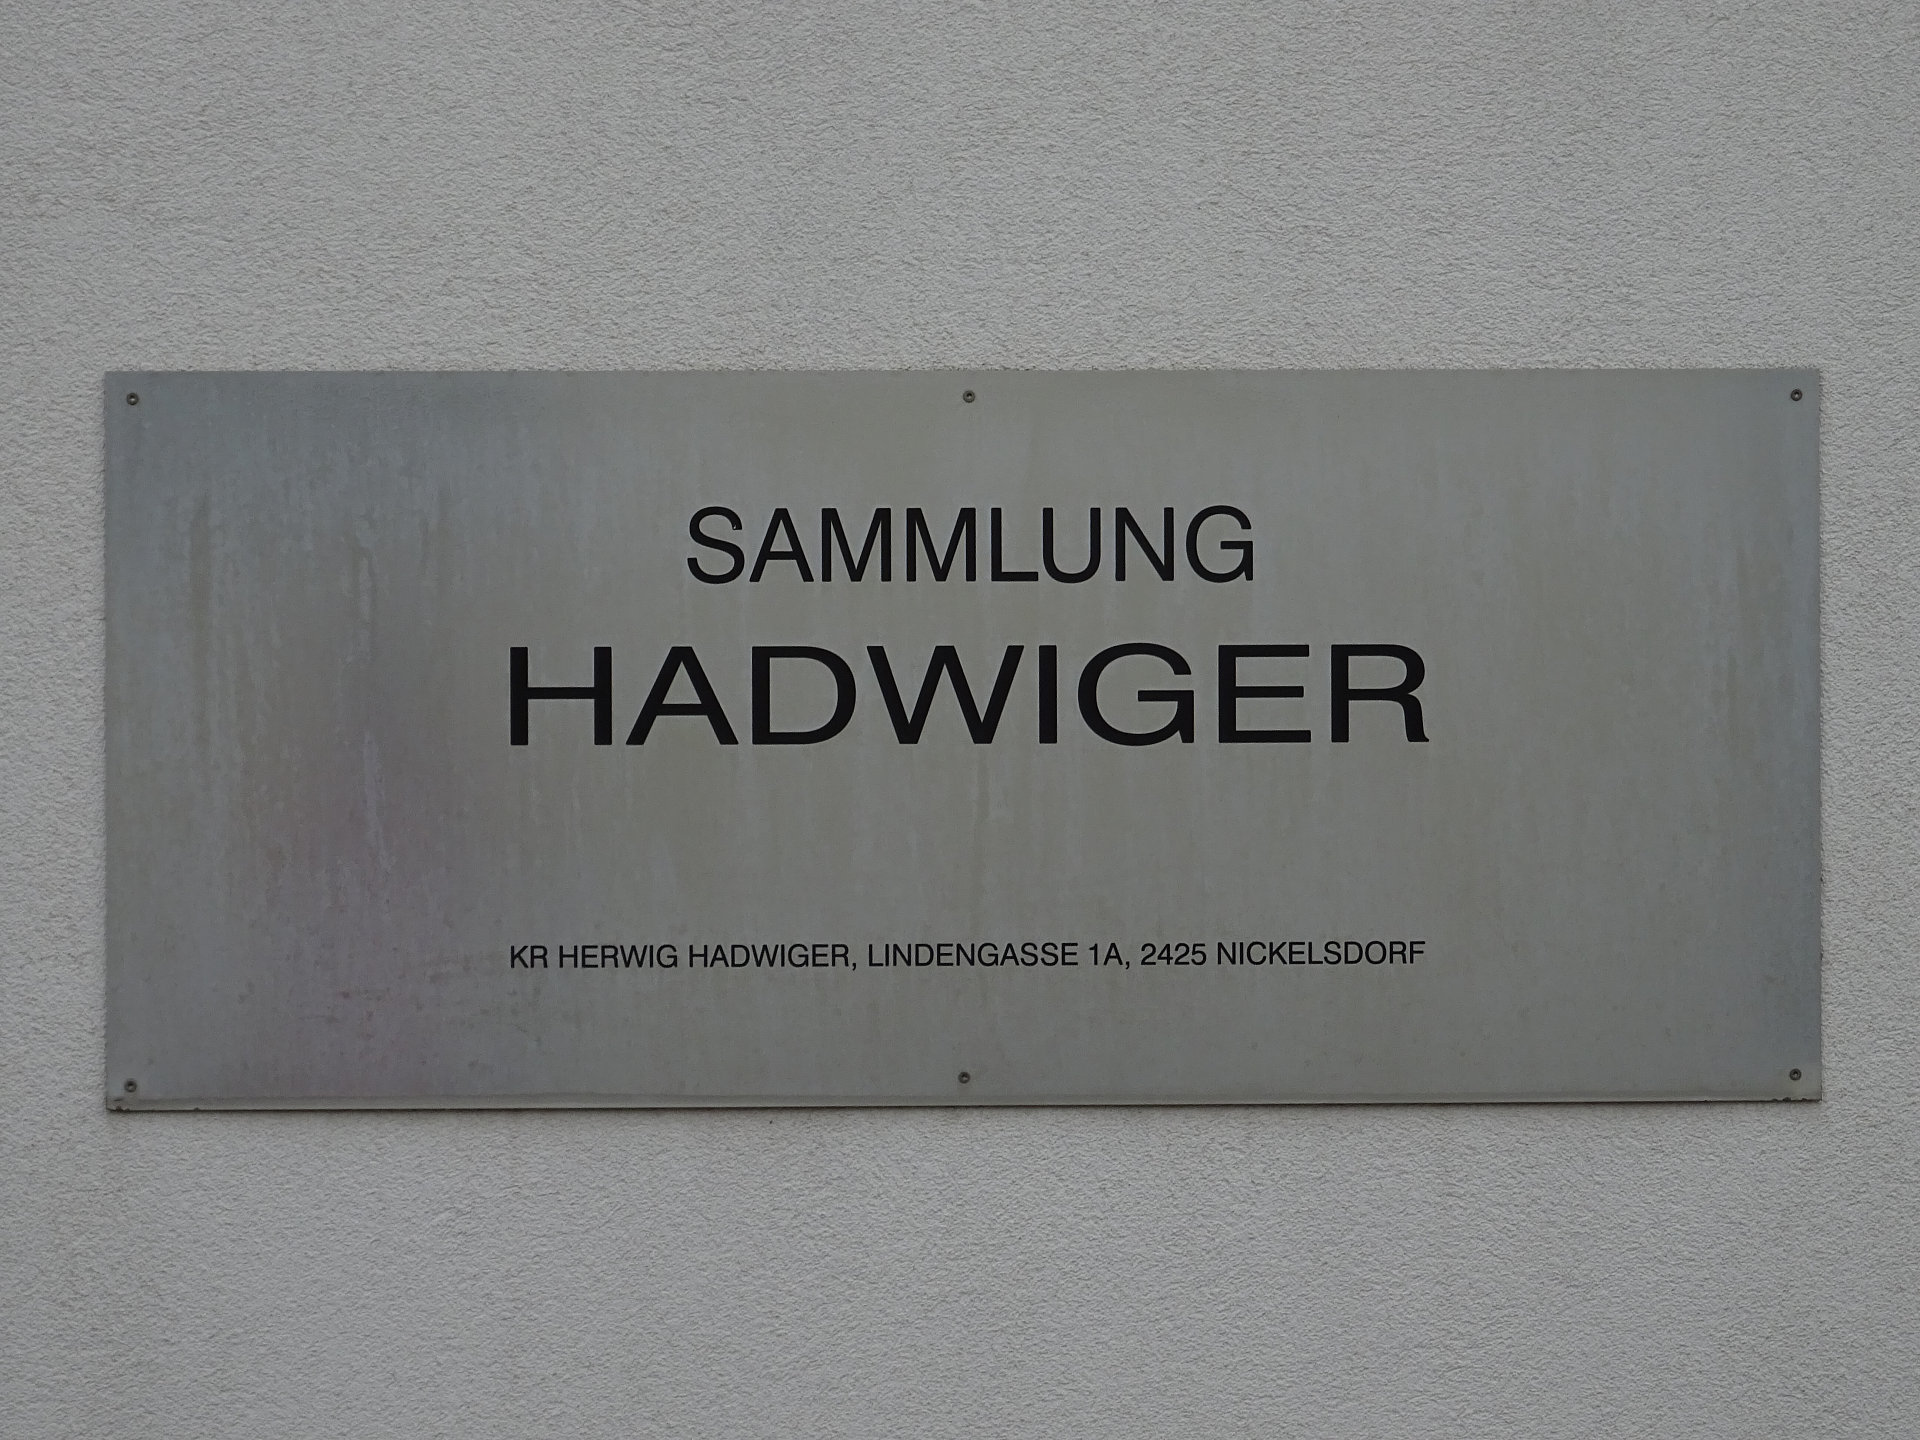 SAMMLUNG
HADWIGER
KR HERWIG HADWIGER, LINDENGASSE 1A, 2425 NICKELSDORF